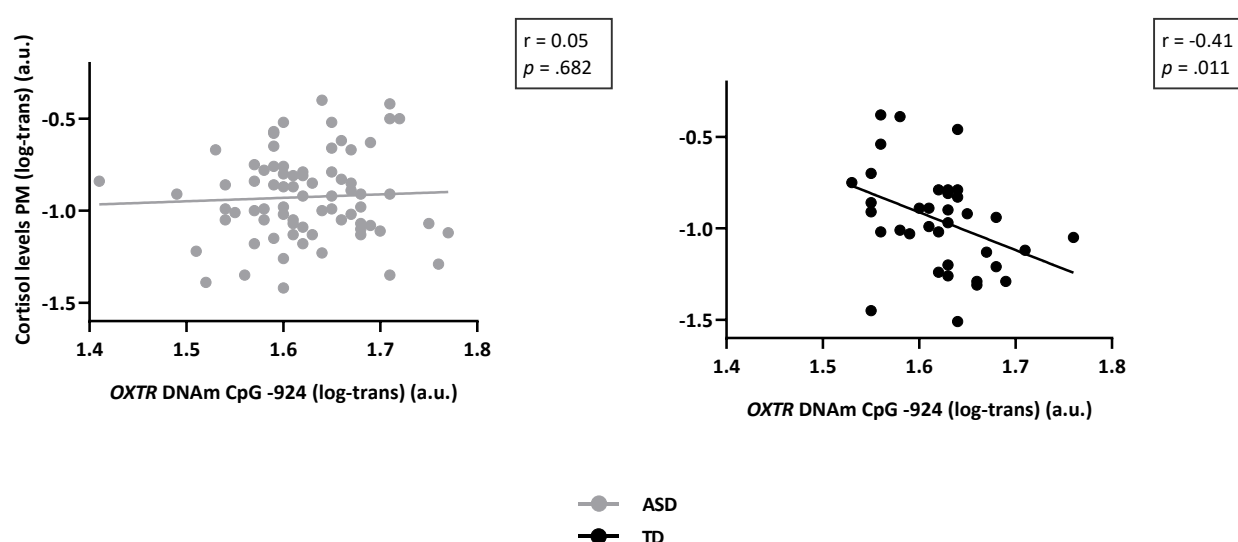 r = 0.05
p = .682
r = -0.41
p = .011
Cortisol levels PM (log-trans) (a.u.)
-0.5
-1.0
-1.5
1.4 1.5 1.6 1.7 1.8
OXTR DNAm CpG -924 (log-trans) (a.u.)
-0.5
-1.0
-1.5
1.4 1.5 1.6 1.7 1.8
OXTR DNAm CpG -924 (log-trans) (a.u.)
ASD
TD